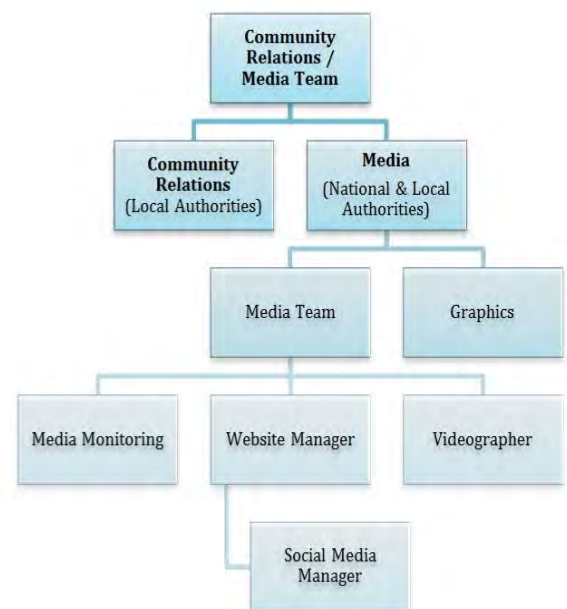 Community
Relations /
Media Team
Community
Relations
(Local Authorities)
Media
(National & Local
Authorities)
Media Team
Graphics
Media Monitoring
Website Manager
Videographer
Social Media
Manager